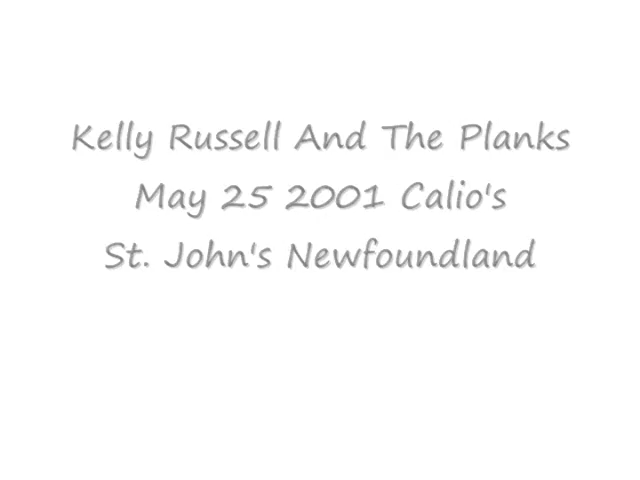 Kelly Russell And The Planks
May 25 2001 Calio's
St. John's Newfoundland